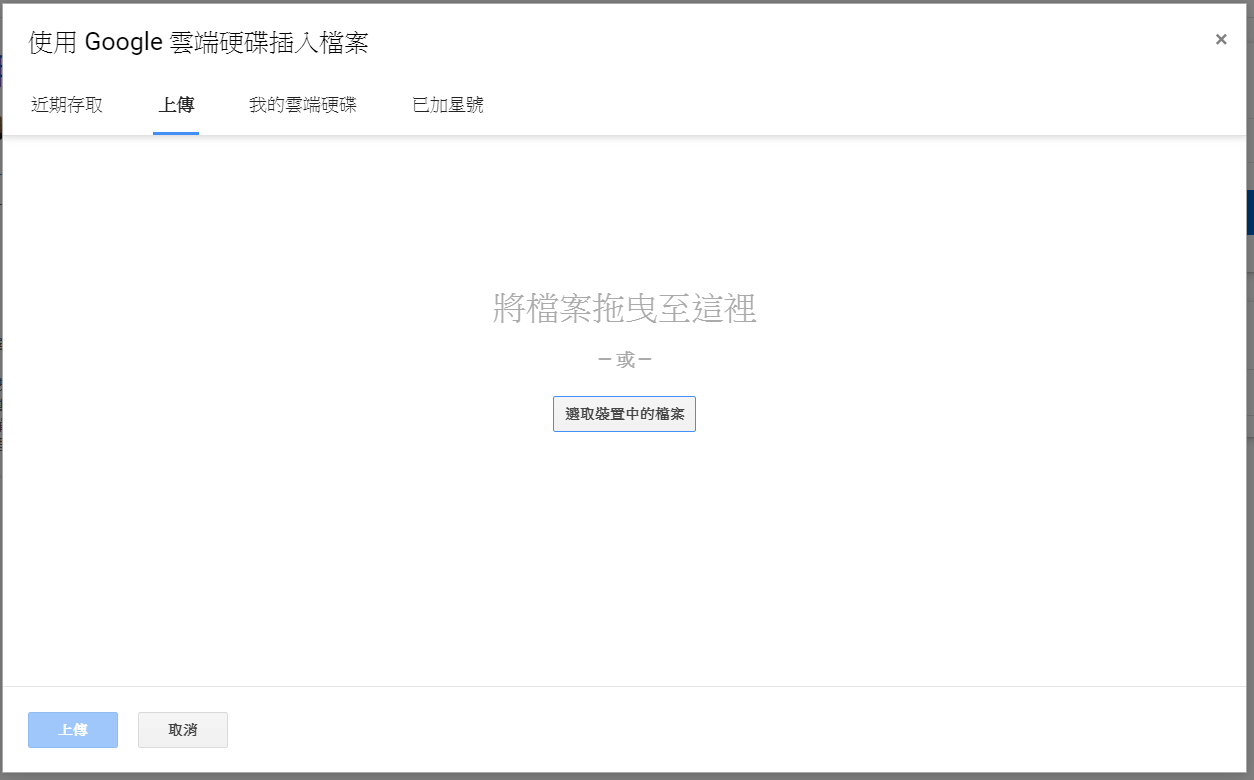 使用 Google 雲端硬碟插入檔案
×
近期存取 上傳 我的雲端硬碟 已加星號
將檔案拖曳至這裡
– 或 –
選取裝置中的檔案
上傳 取消